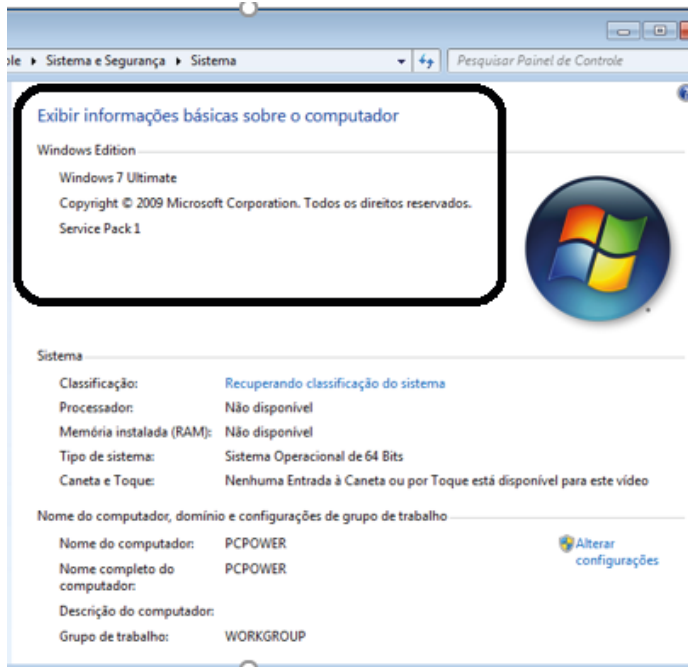 Sistema e Segurança ▸ Sistema
Pesquisar Painel de Controle
Exibir informações básicas sobre o computador
Windows Edition
Windows 7 Ultimate
Copyright © 2009 Microsoft Corporation. Todos os direitos reservados.
Service Pack 1
Sistema
Classificação: Recuperando classificação do sistema
Processador: Não disponível
Memória instalada (RAM): Não disponível
Tipo de sistema: Sistema Operacional de 64 Bits
Caneta e Toque: Nenhuma Entrada à Caneta ou por Toque está disponível para este vídeo
Nome do computador, domínio e configurações de grupo de trabalho
Nome do computador: PCPOWER
Alterar
configurações
Nome completo do
computador:
PCPOWER
Descrição do computador:
Grupo de trabalho: WORKGROUP